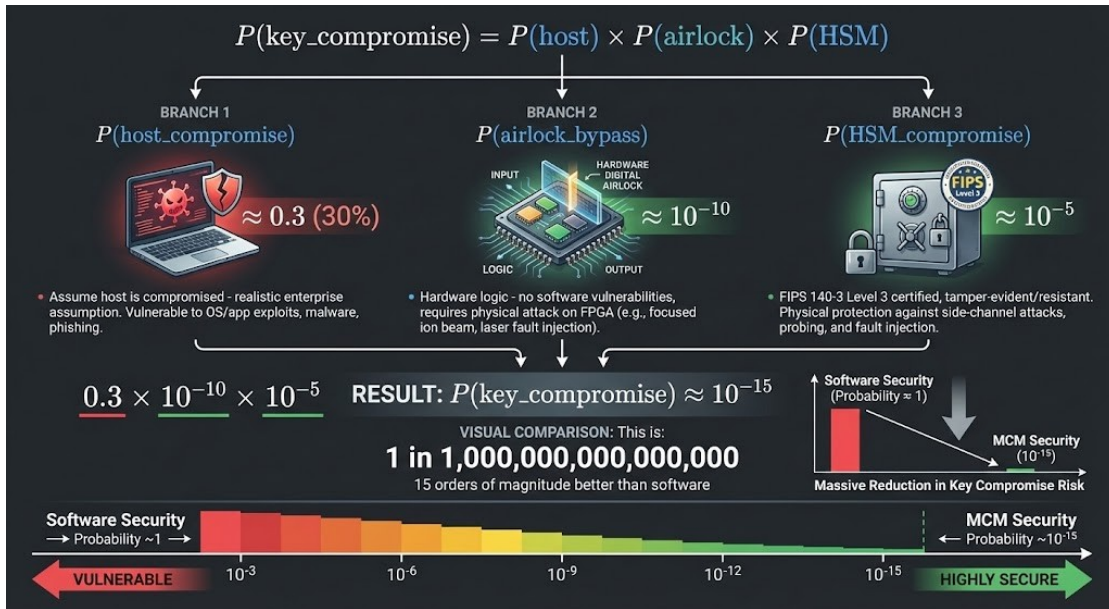 P(key_compromise) = P(host) × P(airlock) × P(HSM)
BRANCH 1
P(host_compromise)
≈ 0.3 (30%)
• Assume host is compromised - realistic enterprise
assumption. Vulnerable to OS/app exploits, malware,
phishing.
BRANCH 2
P(airlock_bypass)
INPUT
HARDWARE
DIGITAL
AIRLOCK
LOGIC
OUTPUT
≈ 10⁻¹⁰
• Hardware logic - no software vulnerabilities,
requires physical attack on FPGA (e.g., focused
ion beam, laser fault injection).
BRANCH 3
P(HSM_compromise)
FIPS
Level 3
≈ 10⁻⁵
• FIPS 140-3 Level 3 certified, tamper-evident/resistant.
Physical protection against side-channel attacks,
probing, and fault injection.
0.3 × 10⁻¹⁰ × 10⁻⁵
RESULT: P(key_compromise) ≈ 10⁻¹⁵
VISUAL COMPARISON: This is:
1 in 1,000,000,000,000,000
15 orders of magnitude better than software
Software Security
(Probability ≈ 1)
MCM Security
(10⁻¹⁵)
Massive Reduction in Key Compromise Risk
Software Security
→ Probability ~1 →
MCM Security
← Probability ~10⁻¹⁵
VULNERABLE
10⁻³
10⁻⁶
10⁻⁹
10⁻¹²
10⁻¹⁵
HIGHLY SECURE